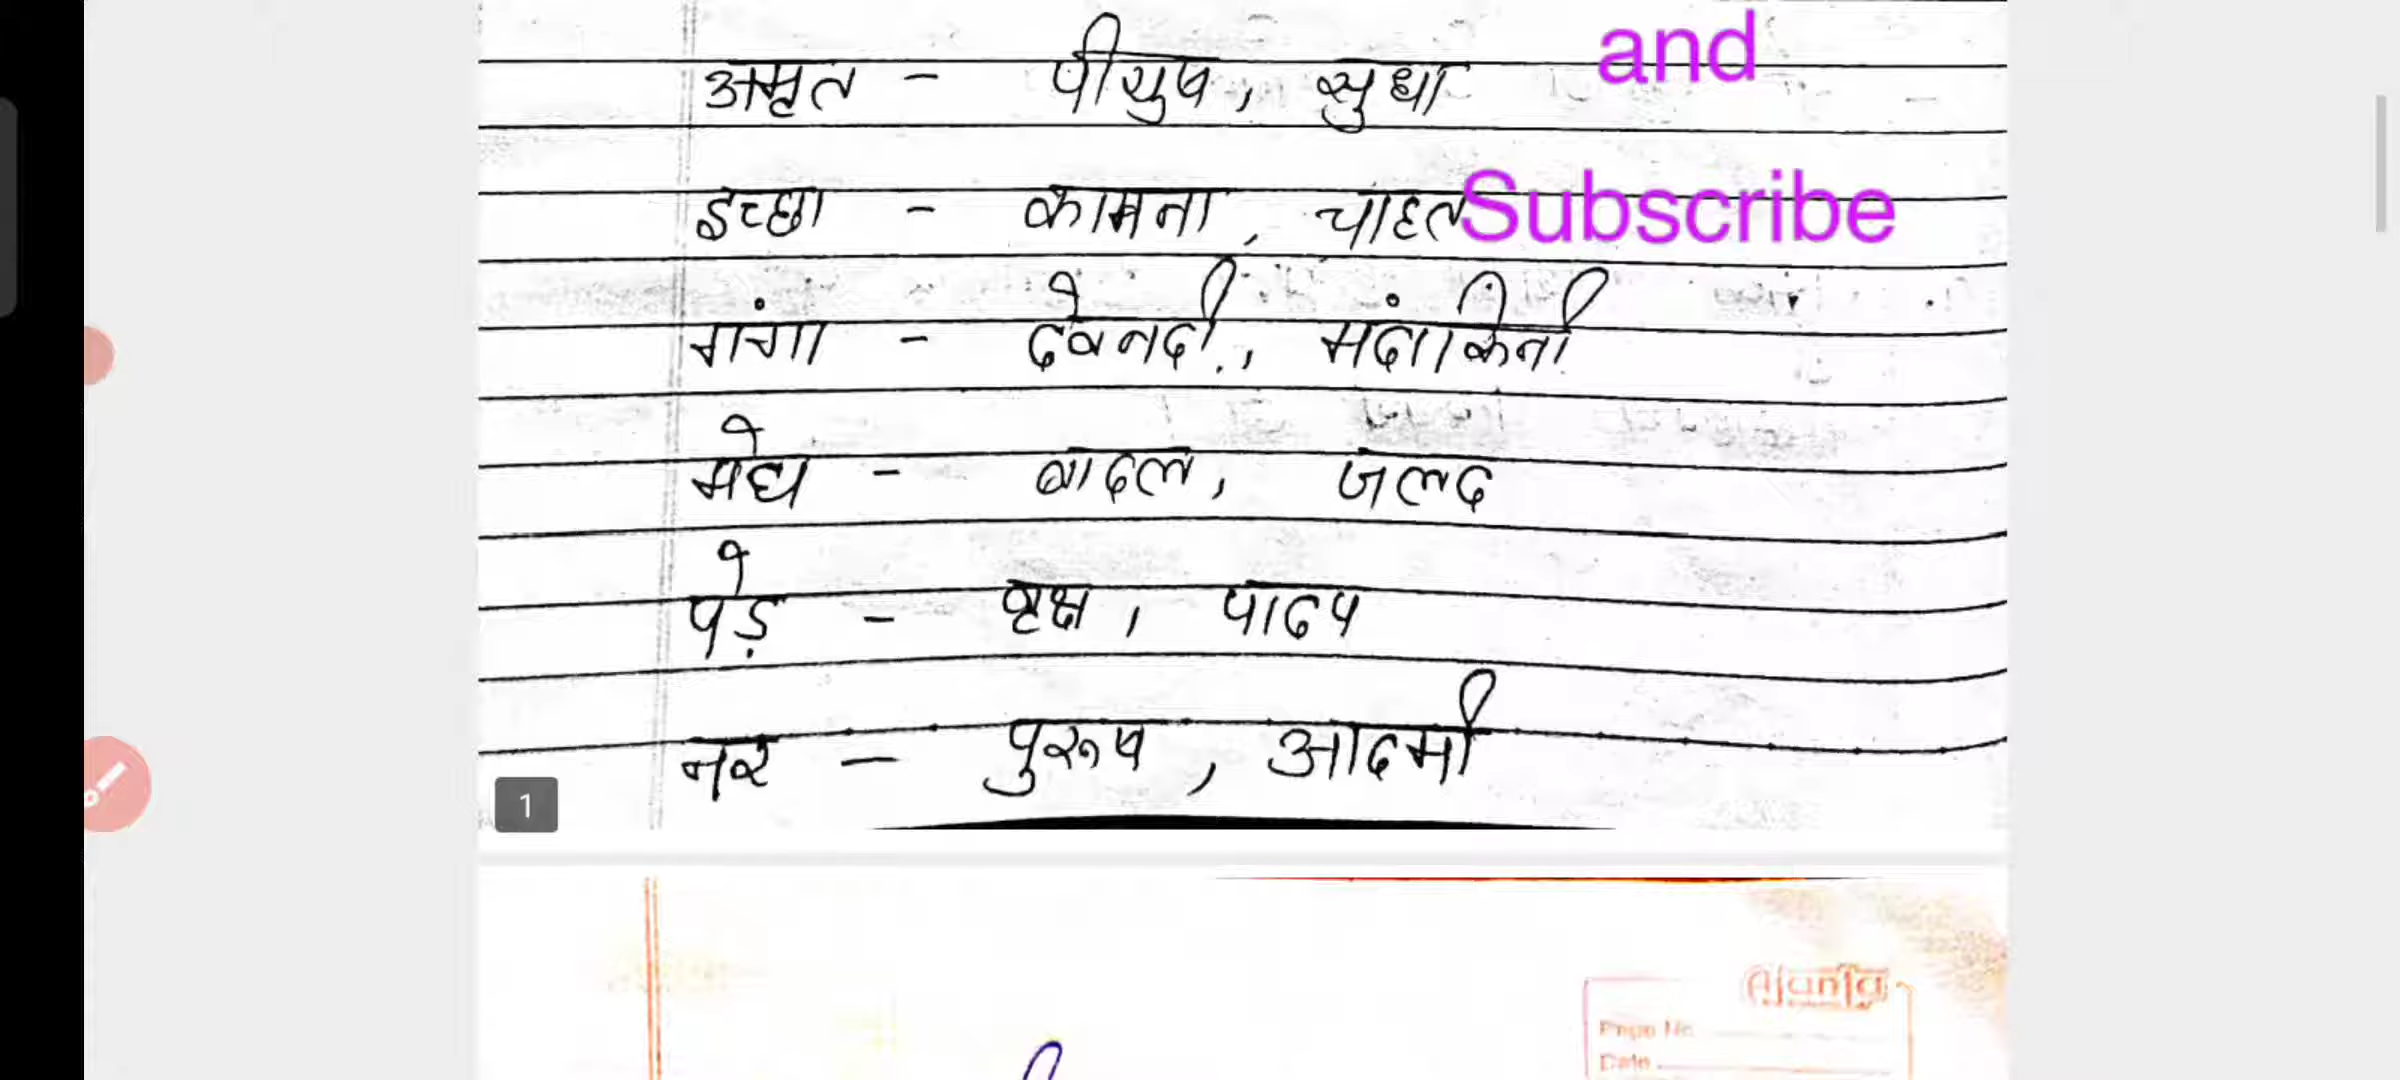 अमृत - पीयुष, सुधा and
इच्छा - कामना, चाहत Subscribe
गंगा - देवनदी, मंदाकिनी
मेघ - बादल, जलद
पेड़ - वृक्ष, पादप
नर - पुरूष, आदमी
1
Ajanta
Page No.
Date